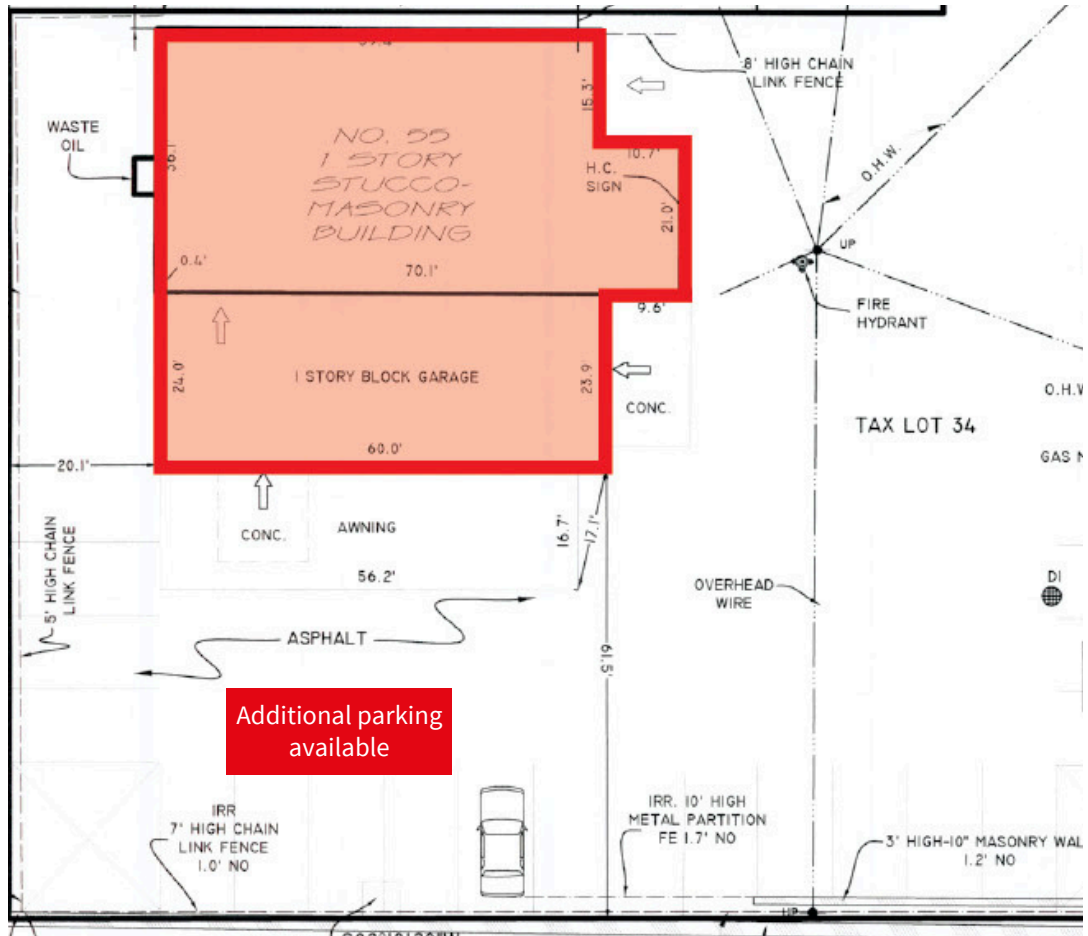 8' HIGH CHAIN
LINK FENCE
15.3'
WASTE
OIL
36.1'
NO. 55
1 STORY
STUCCO-
MASONRY
BUILDING
10.7'
H.C.
SIGN
21.0'
O.H.W.
UP
0.4'
70.1'
9.6'
FIRE
HYDRANT
24.0'
1 STORY BLOCK GARAGE
23.9'
CONC.
O.H.W
TAX LOT 34
60.0'
GAS
20.1'
CONC.
AWNING
16.7'
17.1'
5' HIGH CHAIN
LINK FENCE
56.2'
OVERHEAD
WIRE
DI
ASPHALT
61.5'
Additional parking
available
IRR
7' HIGH CHAIN
LINK FENCE
1.0' NO
IRR. 10' HIGH
METAL PARTITION
FE 1.7' NO
3' HIGH-10" MASONRY WAL
1.2' NO
UP